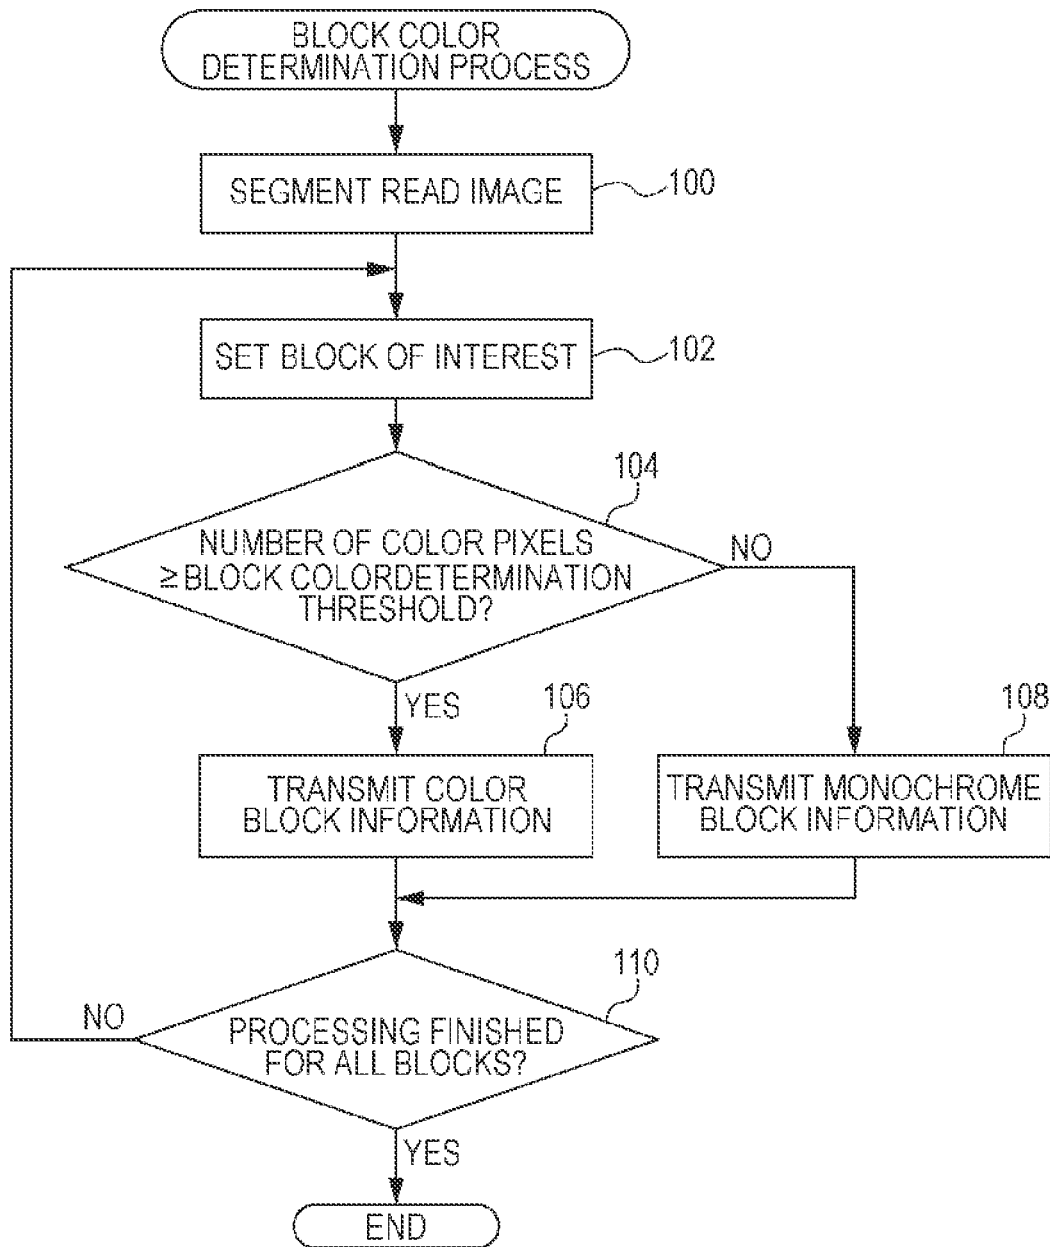 BLOCK COLOR
DETERMINATION PROCESS
SEGMENT READ IMAGE
100
SET BLOCK OF INTEREST
102
104
NUMBER OF COLOR PIXELS
≥ BLOCK COLORDETERMINATION
THRESHOLD?
NO
YES
106
108
TRANSMIT COLOR
BLOCK INFORMATION
TRANSMIT MONOCHROME
BLOCK INFORMATION
110
NO
PROCESSING FINISHED
FOR ALL BLOCKS?
YES
END